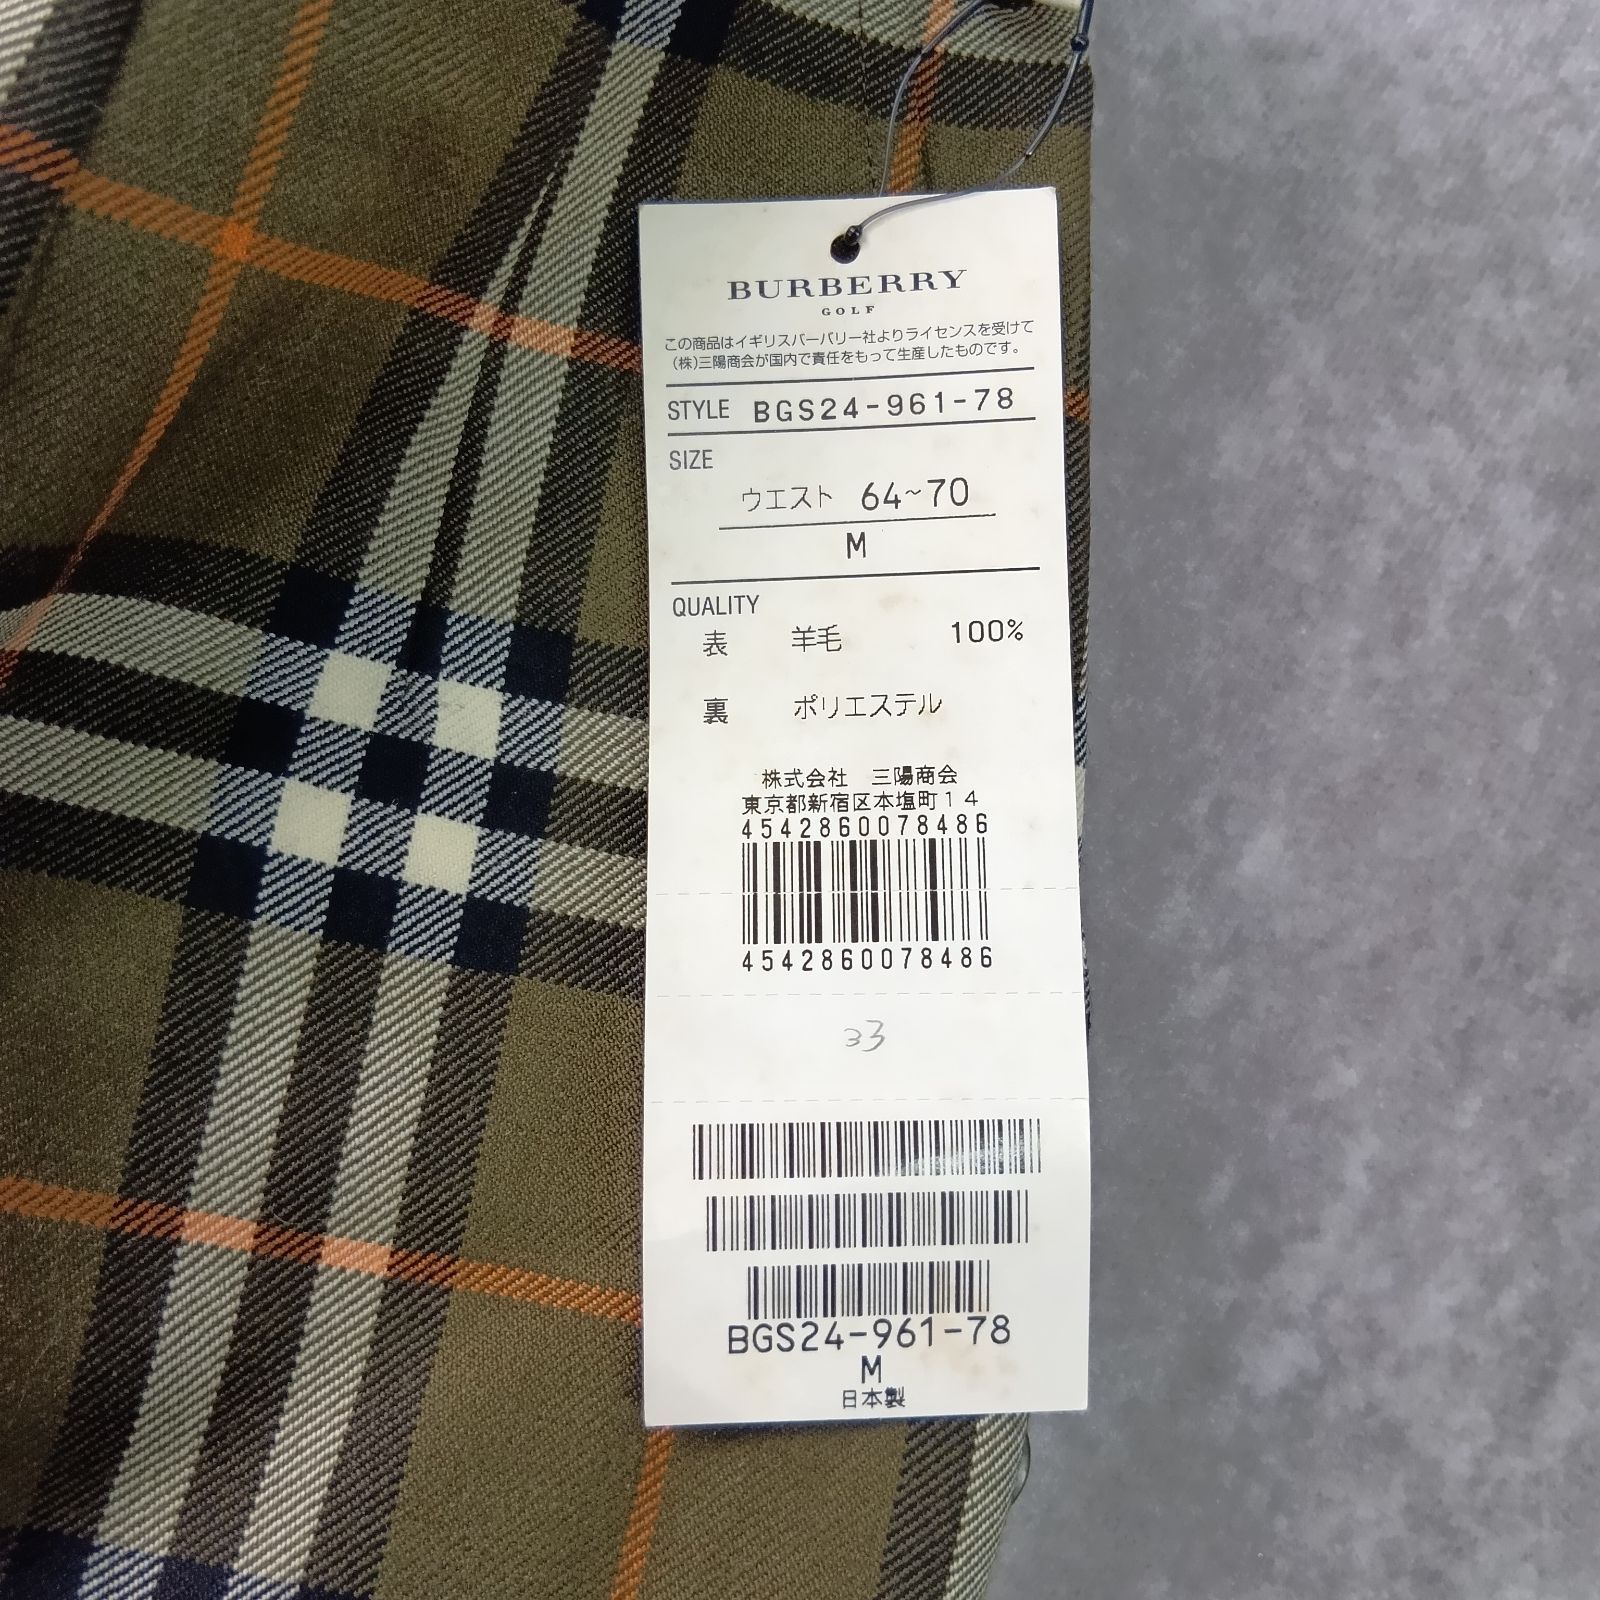 BURBERRY
GOLF
この商品はイギリスバーバリー社よりライセンスを受けて
(株)三陽商会が国内で責任をもって生産したものです。
STYLE BGS24-961-78
SIZE
ウエスト 64~70
M
QUALITY
表 羊毛 100%
裏 ポリエステル
株式会社 三陽商会
東京都新宿区本塩町14
4542860078486
4542860078486
33
BGS24-961-78
M
日本製